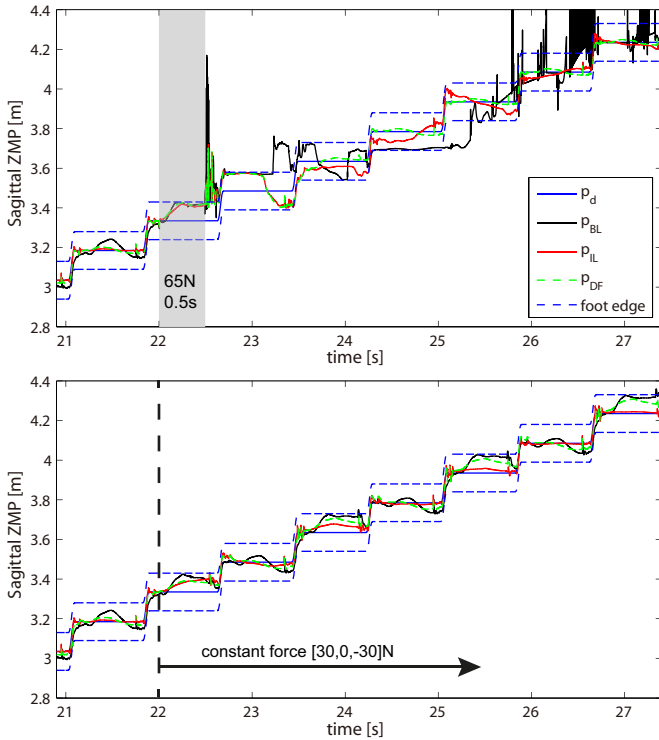 4.4
4.2
4
3.8
3.6
3.4
3.2
3
2.8
Sagittal ZMP [m]
65N
0.5s
p_d
p_BL
p_IL
p_DF
foot edge
21 22 23 24 25 26 27
time [s]
4.4
4.2
4
3.8
3.6
3.4
3.2
3
2.8
Sagittal ZMP [m]
constant force [30,0,-30]N
21 22 23 24 25 26 27
time [s]